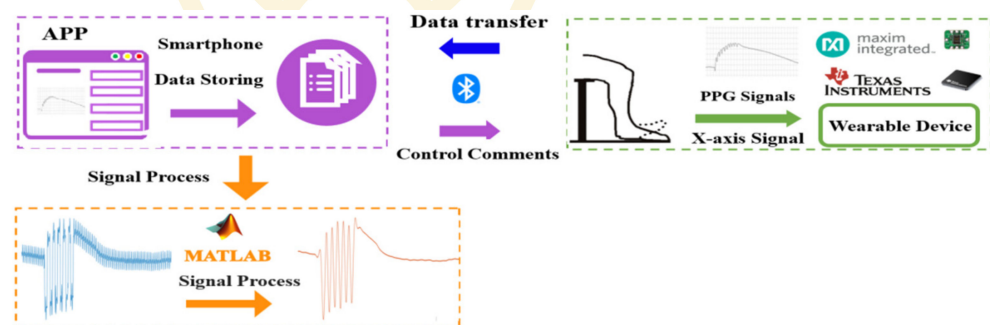 APP
Smartphone
Data Storing
Signal Process
MATLAB
Signal Process
Data transfer
Control Comments
PPG Signals
X-axis Signal
maxim
integrated™
TEXAS
INSTRUMENTS
Wearable Device